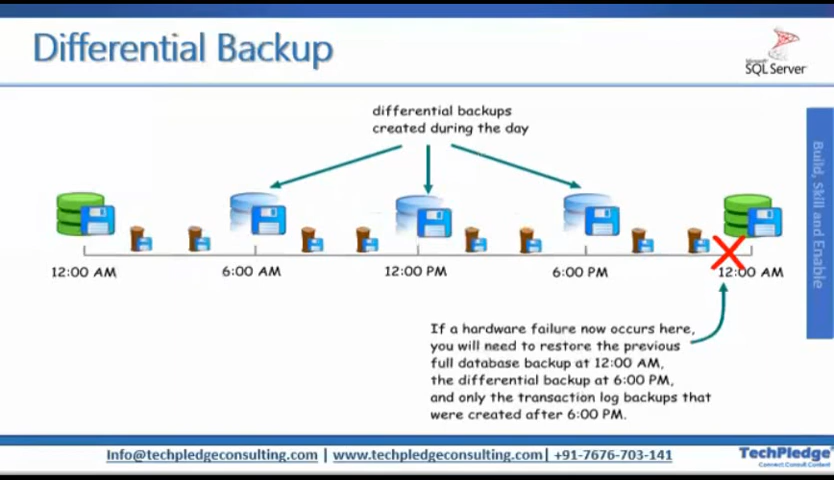 Differential Backup
Microsoft
SQL Server
differential backups
created during the day
Build, Skill and Enable
12:00 AM
6:00 AM
12:00 PM
6:00 PM
12:00 AM
If a hardware failure now occurs here,
you will need to restore the previous
full database backup at 12:00 AM,
the differential backup at 6:00 PM,
and only the transaction log backups that
were created after 6:00 PM.
Info@techpledgeconsulting.com | www.techpledgeconsulting.com| +91-7676-703-141
TechPledge
Connect Consult Content